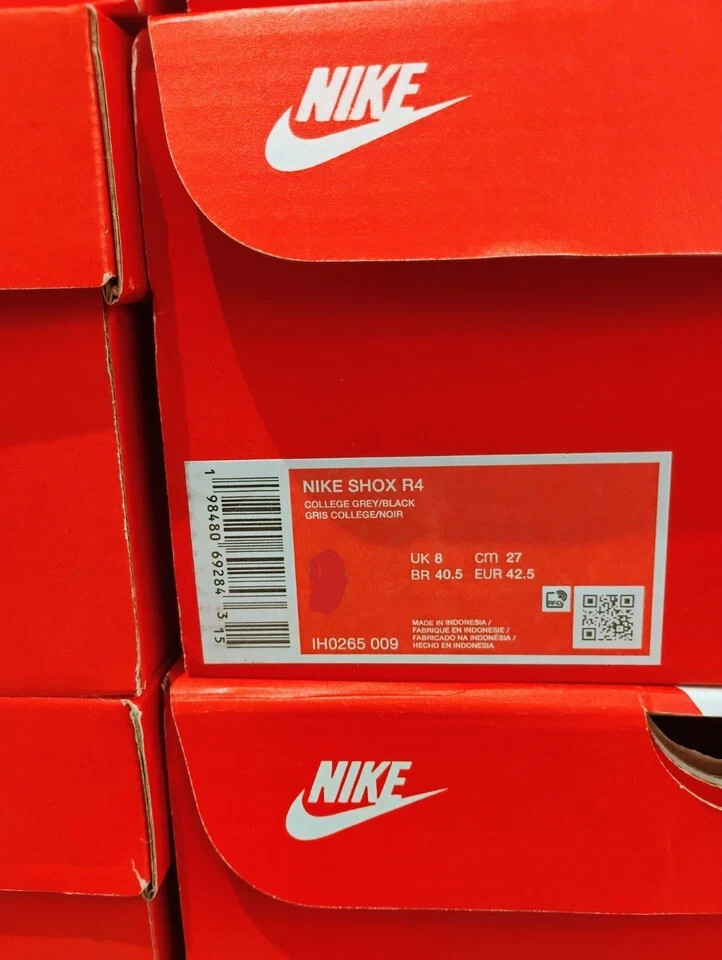 NIKE
1 98480 69284 3 15
NIKE SHOX R4
COLLEGE GREY/BLACK
GRIS COLLEGE/NOIR
UK 8 cm 27
BR 40.5 EUR 42.5
RFID
IH0265 009
MADE IN INDONESIA /
FABRIQUÉ EN INDONESIE /
FABRICADO NA INDONÉSIA /
HECHO EN INDONESIA
NIKE